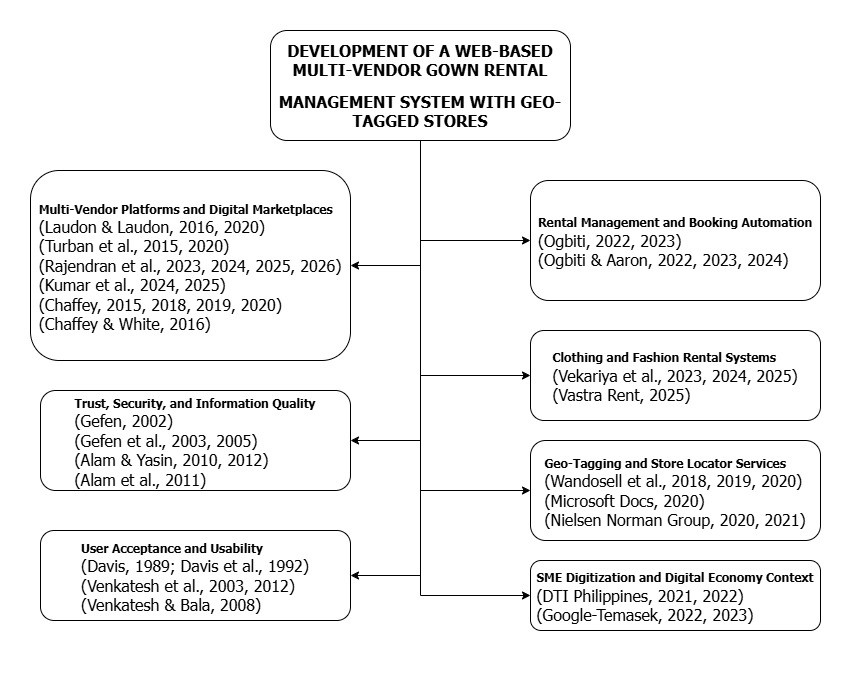 DEVELOPMENT OF A WEB-BASED
MULTI-VENDOR GOWN RENTAL
MANAGEMENT SYSTEM WITH GEO-
TAGGED STORES
Multi-Vendor Platforms and Digital Marketplaces
(Laudon & Laudon, 2016, 2020)
(Turban et al., 2015, 2020)
(Rajendran et al., 2023, 2024, 2025, 2026)
(Kumar et al., 2024, 2025)
(Chaffey, 2015, 2018, 2019, 2020)
(Chaffey & White, 2016)
Trust, Security, and Information Quality
(Gefen, 2002)
(Gefen et al., 2003, 2005)
(Alam & Yasin, 2010, 2012)
(Alam et al., 2011)
User Acceptance and Usability
(Davis, 1989; Davis et al., 1992)
(Venkatesh et al., 2003, 2012)
(Venkatesh & Bala, 2008)
Rental Management and Booking Automation
(Ogbiti, 2022, 2023)
(Ogbiti & Aaron, 2022, 2023, 2024)
Clothing and Fashion Rental Systems
(Vekariya et al., 2023, 2024, 2025)
(Vastra Rent, 2025)
Geo-Tagging and Store Locator Services
(Wandosell et al., 2018, 2019, 2020)
(Microsoft Docs, 2020)
(Nielsen Norman Group, 2020, 2021)
SME Digitization and Digital Economy Context
(DTI Philippines, 2021, 2022)
(Google-Temasek, 2022, 2023)